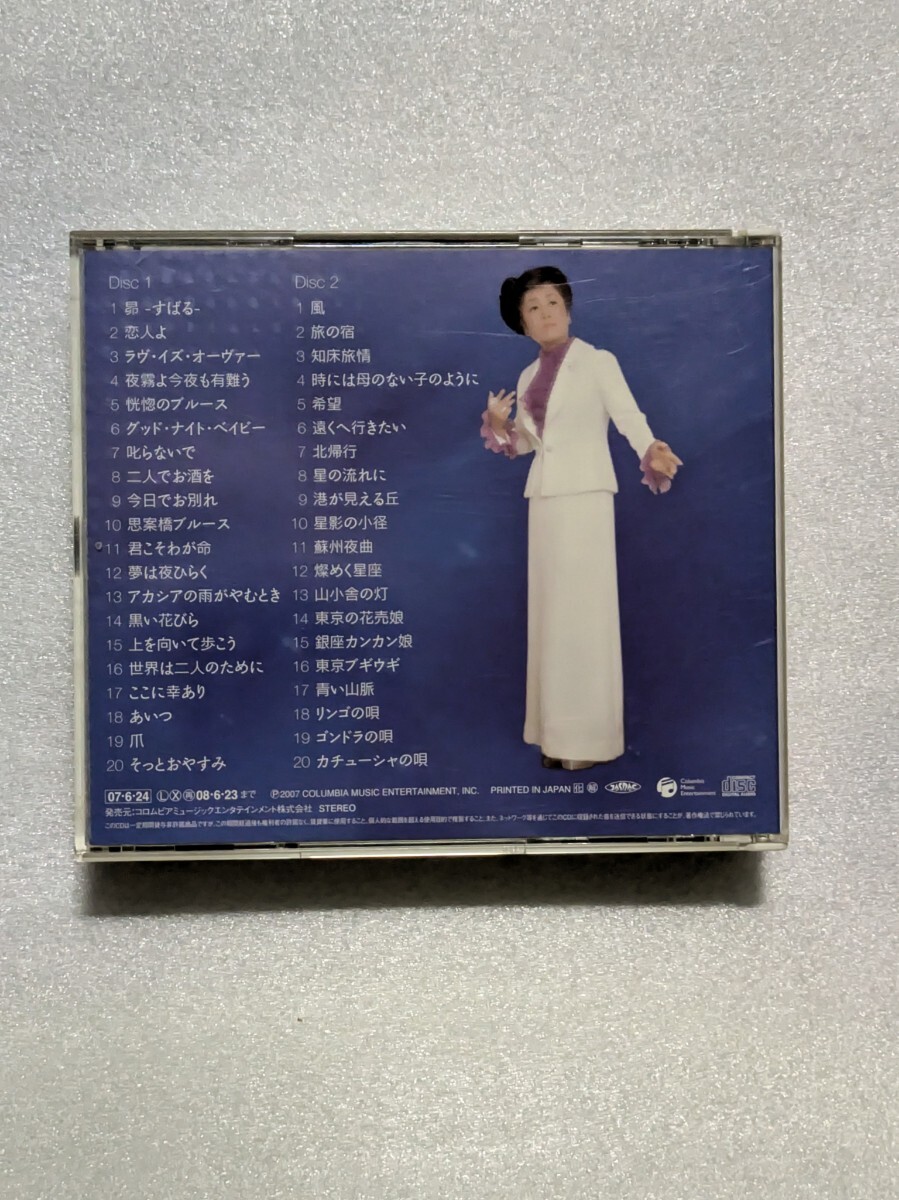 Disc 1
1 昴 -すばる-
2 恋人よ
3 ラヴ・イズ・オーヴァー
4 夜霧よ今夜も有難う
5 恍惚のブルース
6 グッド・ナイト・ベイビー
7 叱らないで
8 二人でお酒を
9 今日でお別れ
10 思案橋ブルース
11 君こそわが命
12 夢は夜ひらく
13 アカシアの雨がやむとき
14 黒い花びら
15 上を向いて歩こう
16 世界は二人のために
17 ここに幸あり
18 あいつ
19 爪
20 そっとおやすみ
Disc 2
1 風
2 旅の宿
3 知床旅情
4 時には母のない子のように
5 希望
6 遠くへ行きたい
7 北帰行
8 星の流れに
9 港が見える丘
10 星影の小径
11 蘇州夜曲
12 燦めく星座
13 山小舎の灯
14 東京の花売娘
15 銀座カンカン娘
16 東京ブギウギ
17 青い山脈
18 リンゴの唄
19 ゴンドラの唄
20 カチューシャの唄
07・6・24 Ⓛ Ⓧ ㊢ 08・6・23 まで Ⓟ2007 COLUMBIA MUSIC ENTERTAINMENT, INC. PRINTED IN JAPAN
発売元:コロムビアミュージックエンタテインメント株式会社 STEREO
Columbia
Music
Entertainment
COMPACT
disc
DIGITAL AUDIO